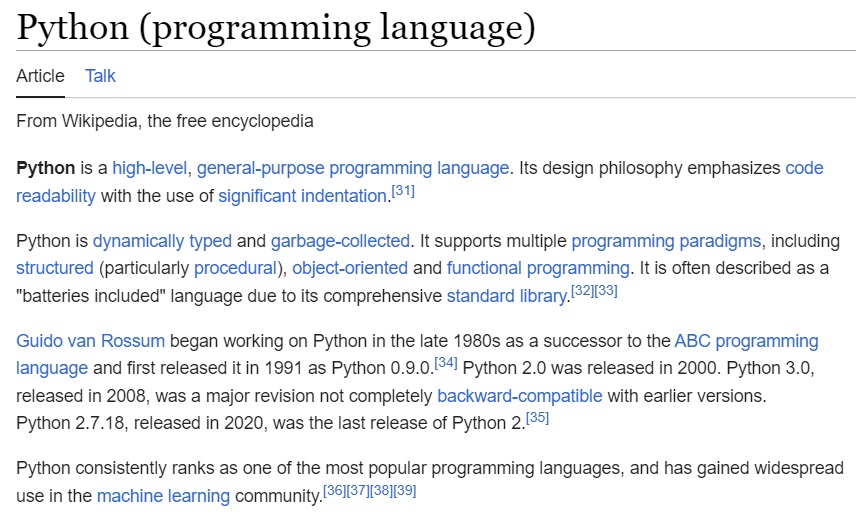 Python (programming language)
Article Talk
From Wikipedia, the free encyclopedia
Python is a high-level, general-purpose programming language. Its design philosophy emphasizes code
readability with the use of significant indentation.[31]
Python is dynamically typed and garbage-collected. It supports multiple programming paradigms, including
structured (particularly procedural), object-oriented and functional programming. It is often described as a
"batteries included" language due to its comprehensive standard library.[32][33]
Guido van Rossum began working on Python in the late 1980s as a successor to the ABC programming
language and first released it in 1991 as Python 0.9.0.[34] Python 2.0 was released in 2000. Python 3.0,
released in 2008, was a major revision not completely backward-compatible with earlier versions.
Python 2.7.18, released in 2020, was the last release of Python 2.[35]
Python consistently ranks as one of the most popular programming languages, and has gained widespread
use in the machine learning community.[36][37][38][39]